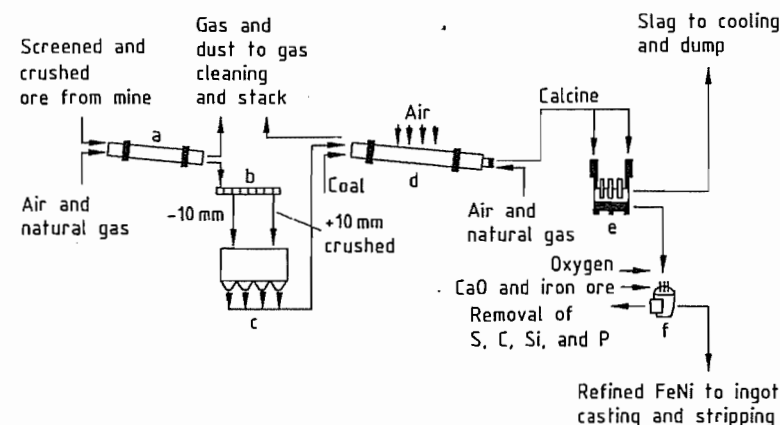 Screened and
crushed
ore from mine
Gas and
dust to gas
cleaning
and stack
Slag to cooling
and dump
Air
Calcine
a
b
Coal
d
Air and
natural gas
-10 mm
+10 mm
crushed
Air and
natural gas
e
c
Oxygen
CaO and iron ore
Removal of
S, C, Si, and P
f
Refined FeNi to ingot
casting and stripping